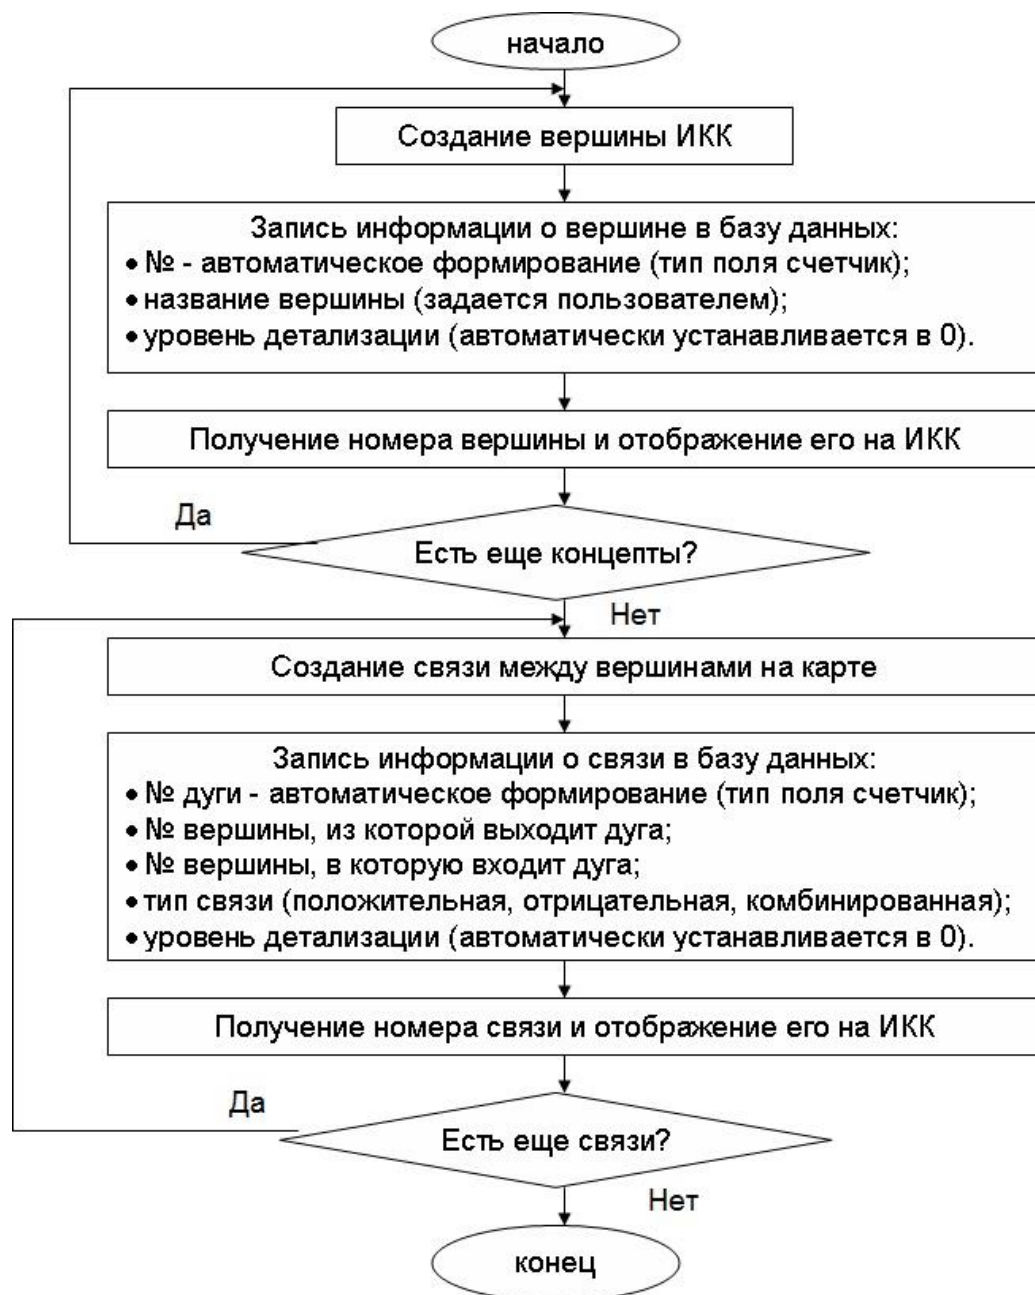 начало
Создание вершины ИКК
Запись информации о вершине в базу данных:
• № - автоматическое формирование (тип поля счетчик);
• название вершины (задается пользователем);
• уровень детализации (автоматически устанавливается в 0).
Получение номера вершины и отображение его на ИКК
Да
Есть еще концепты?
Нет
Создание связи между вершинами на карте
Запись информации о связи в базу данных:
• № дуги - автоматическое формирование (тип поля счетчик);
• № вершины, из которой выходит дуга;
• № вершины, в которую входит дуга;
• тип связи (положительная, отрицательная, комбинированная);
• уровень детализации (автоматически устанавливается в 0).
Получение номера связи и отображение его на ИКК
Да
Есть еще связи?
Нет
конец